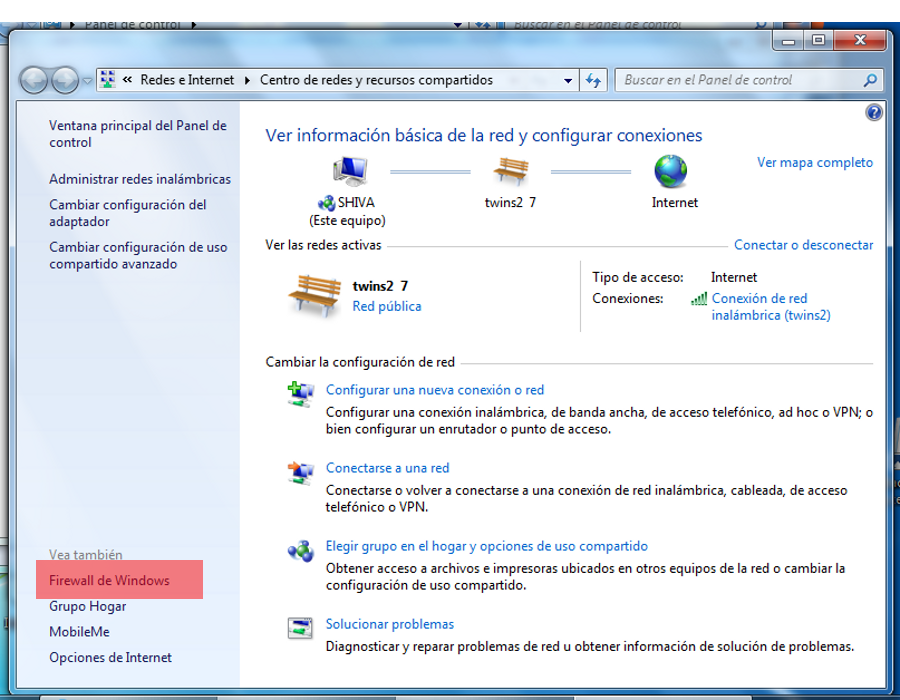 Panel de control
Buscar en el Panel de control
« Redes e Internet ▸ Centro de redes y recursos compartidos
Buscar en el Panel de control
Ventana principal del Panel de
control
Administrar redes inalámbricas
Cambiar configuración del
adaptador
Cambiar configuración de uso
compartido avanzado
Vea también
Firewall de Windows
Grupo Hogar
MobileMe
Opciones de Internet
Ver información básica de la red y configurar conexiones
Ver mapa completo
SHIVA
(Este equipo)
twins2 7
Internet
Ver las redes activas
Conectar o desconectar
twins2 7
Red pública
Tipo de acceso: Internet
Conexiones: Conexión de red
inalámbrica (twins2)
Cambiar la configuración de red
Configurar una nueva conexión o red
Configurar una conexión inalámbrica, de banda ancha, de acceso telefónico, ad hoc o VPN; o
bien configurar un enrutador o punto de acceso.
Conectarse a una red
Conectarse o volver a conectarse a una conexión de red inalámbrica, cableada, de acceso
telefónico o VPN.
Elegir grupo en el hogar y opciones de uso compartido
Obtener acceso a archivos e impresoras ubicados en otros equipos de la red o cambiar la
configuración de uso compartido.
Solucionar problemas
Diagnosticar y reparar problemas de red u obtener información de solución de problemas.